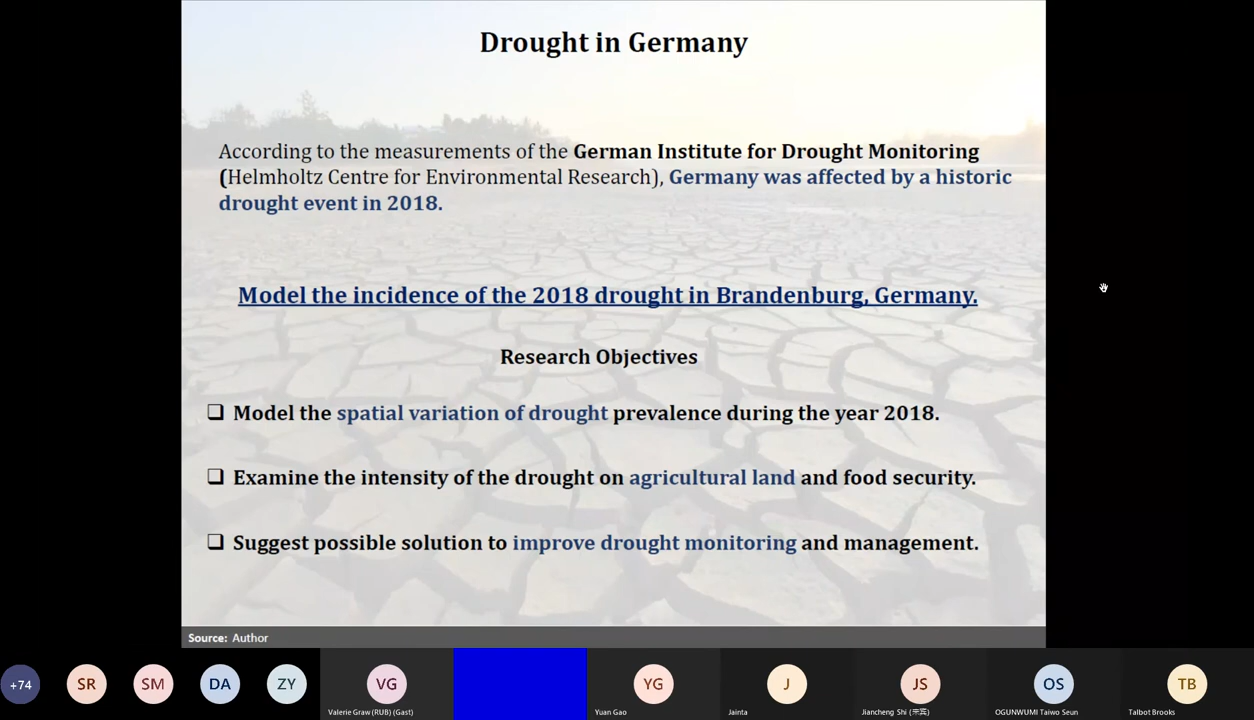 Drought in Germany
According to the measurements of the German Institute for Drought Monitoring
(Helmholtz Centre for Environmental Research), Germany was affected by a historic
drought event in 2018.
Model the incidence of the 2018 drought in Brandenburg, Germany.
Research Objectives
❑ Model the spatial variation of drought prevalence during the year 2018.
❑ Examine the intensity of the drought on agricultural land and food security.
❑ Suggest possible solution to improve drought monitoring and management.
Source: Author
+74
SR
SM
DA
ZY
VG
YG
J
JS
OS
TB
Valerie Graw (RUB) (Gast)
Yuan Gao
Jainta
Jiancheng Shi
OGUNWUMI Taiwo Seun
Talbot Brooks